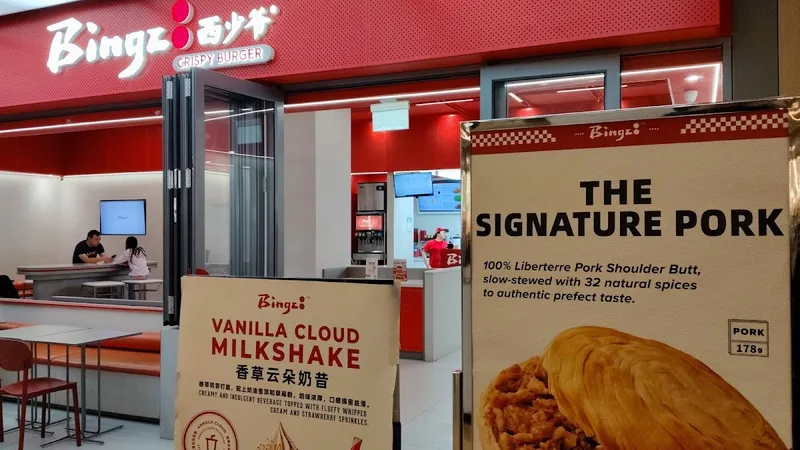 Bingz 西少爷
CRISPY BURGER
Bingz
THE
SIGNATURE PORK
100% Liberterre Pork Shoulder Butt,
slow-stewed with 32 natural spices
to authentic prefect taste.
PORK
178g
Bingz
VANILLA CLOUD
MILKSHAKE
香草云朵奶昔
CREAMY AND INDULGENT BEVERAGE TOPPED WITH FLUFFY WHIPPED
CREAM AND STRAWBERRY SPRINKLES.
VANILLA CLOUD